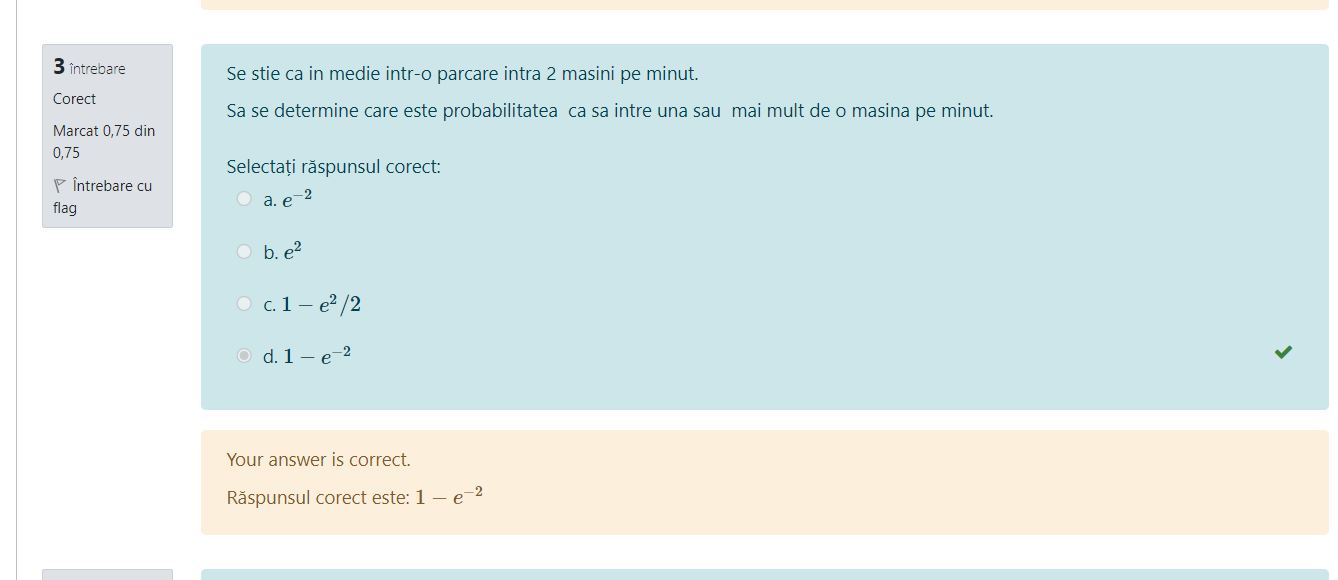 3 întrebare
Corect
Marcat 0,75 din
0,75
Întrebare cu
flag
Se stie ca in medie intr-o parcare intra 2 masini pe minut.
Sa se determine care este probabilitatea ca sa intre una sau mai mult de o masina pe minut.
Selectați răspunsul corect:
a. e⁻²
b. e²
c. 1 − e²/2
d. 1 − e⁻²
Your answer is correct.
Răspunsul corect este: 1 − e⁻²